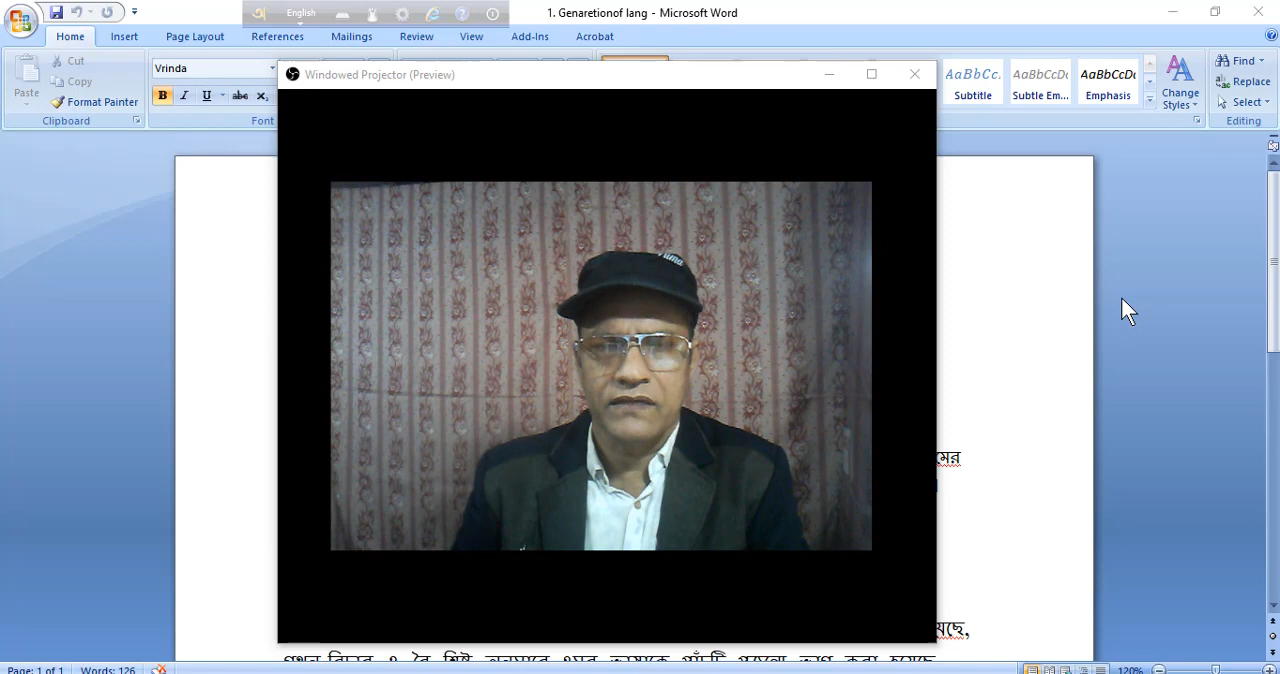 English
1. Genaretionof lang - Microsoft Word
Home Insert Page Layout References Mailings Review View Add-Ins Acrobat
Paste
Cut
Copy
Format Painter
Clipboard
Vrinda
B I U abc x,
Font
AaBbCc.
Subtitle
AaBbCcDc
Subtle Em...
AaBbCcDc
Emphasis
Change
Styles
Find
Replace
Select
Editing
Windowed Projector (Preview)
মের
Page: 1 of 1 Words: 126
120%